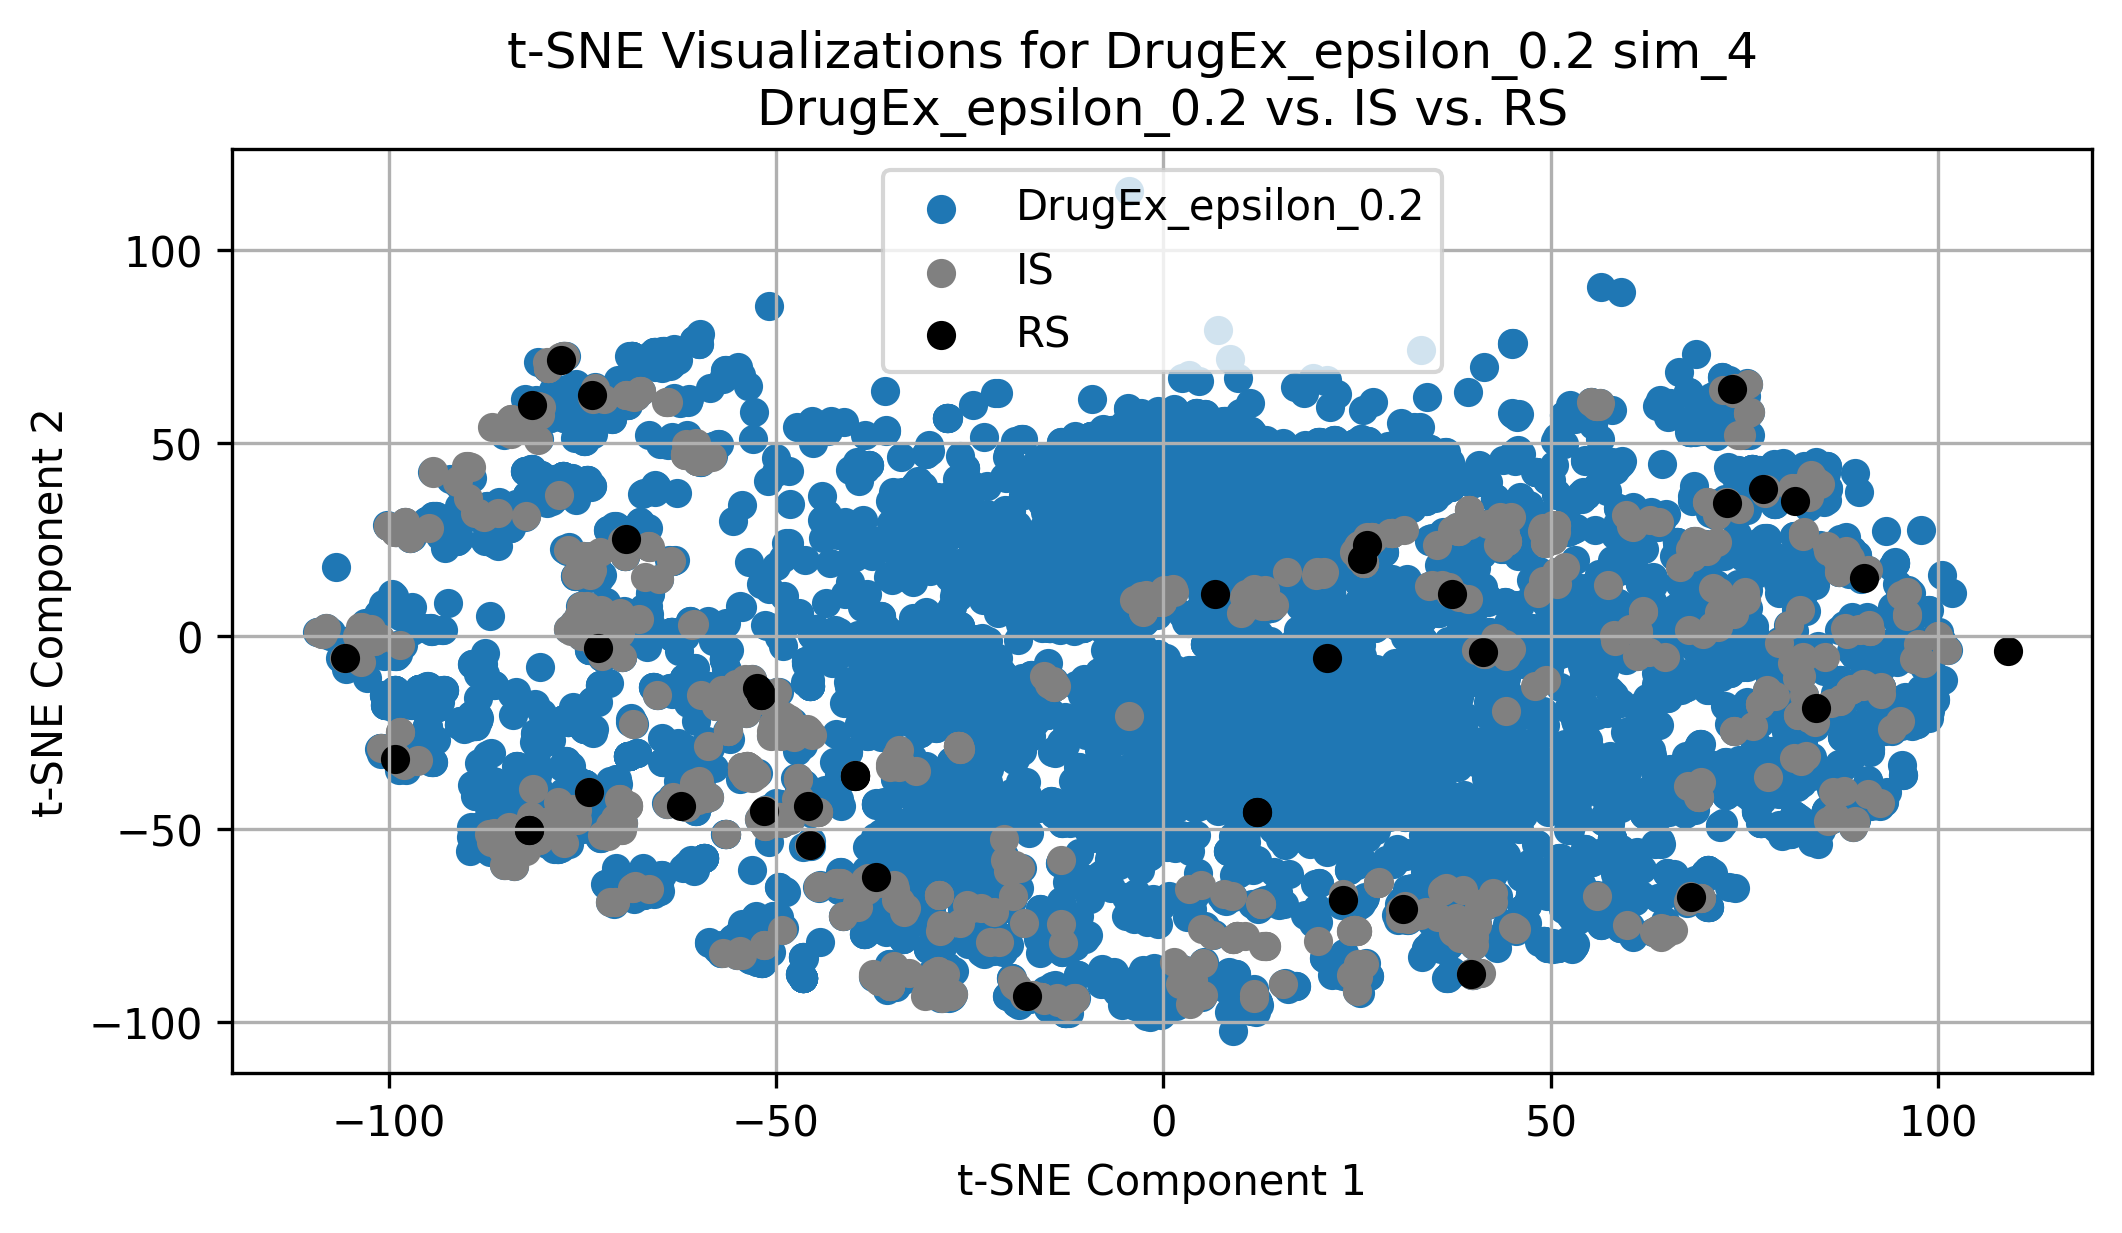 t-SNE Visualizations for DrugEx_epsilon_0.2 sim_4
DrugEx_epsilon_0.2 vs. IS vs. RS
DrugEx_epsilon_0.2
IS
RS
t-SNE Component 2
100
50
0
−50
−100
−100
−50
0
50
100
t-SNE Component 1